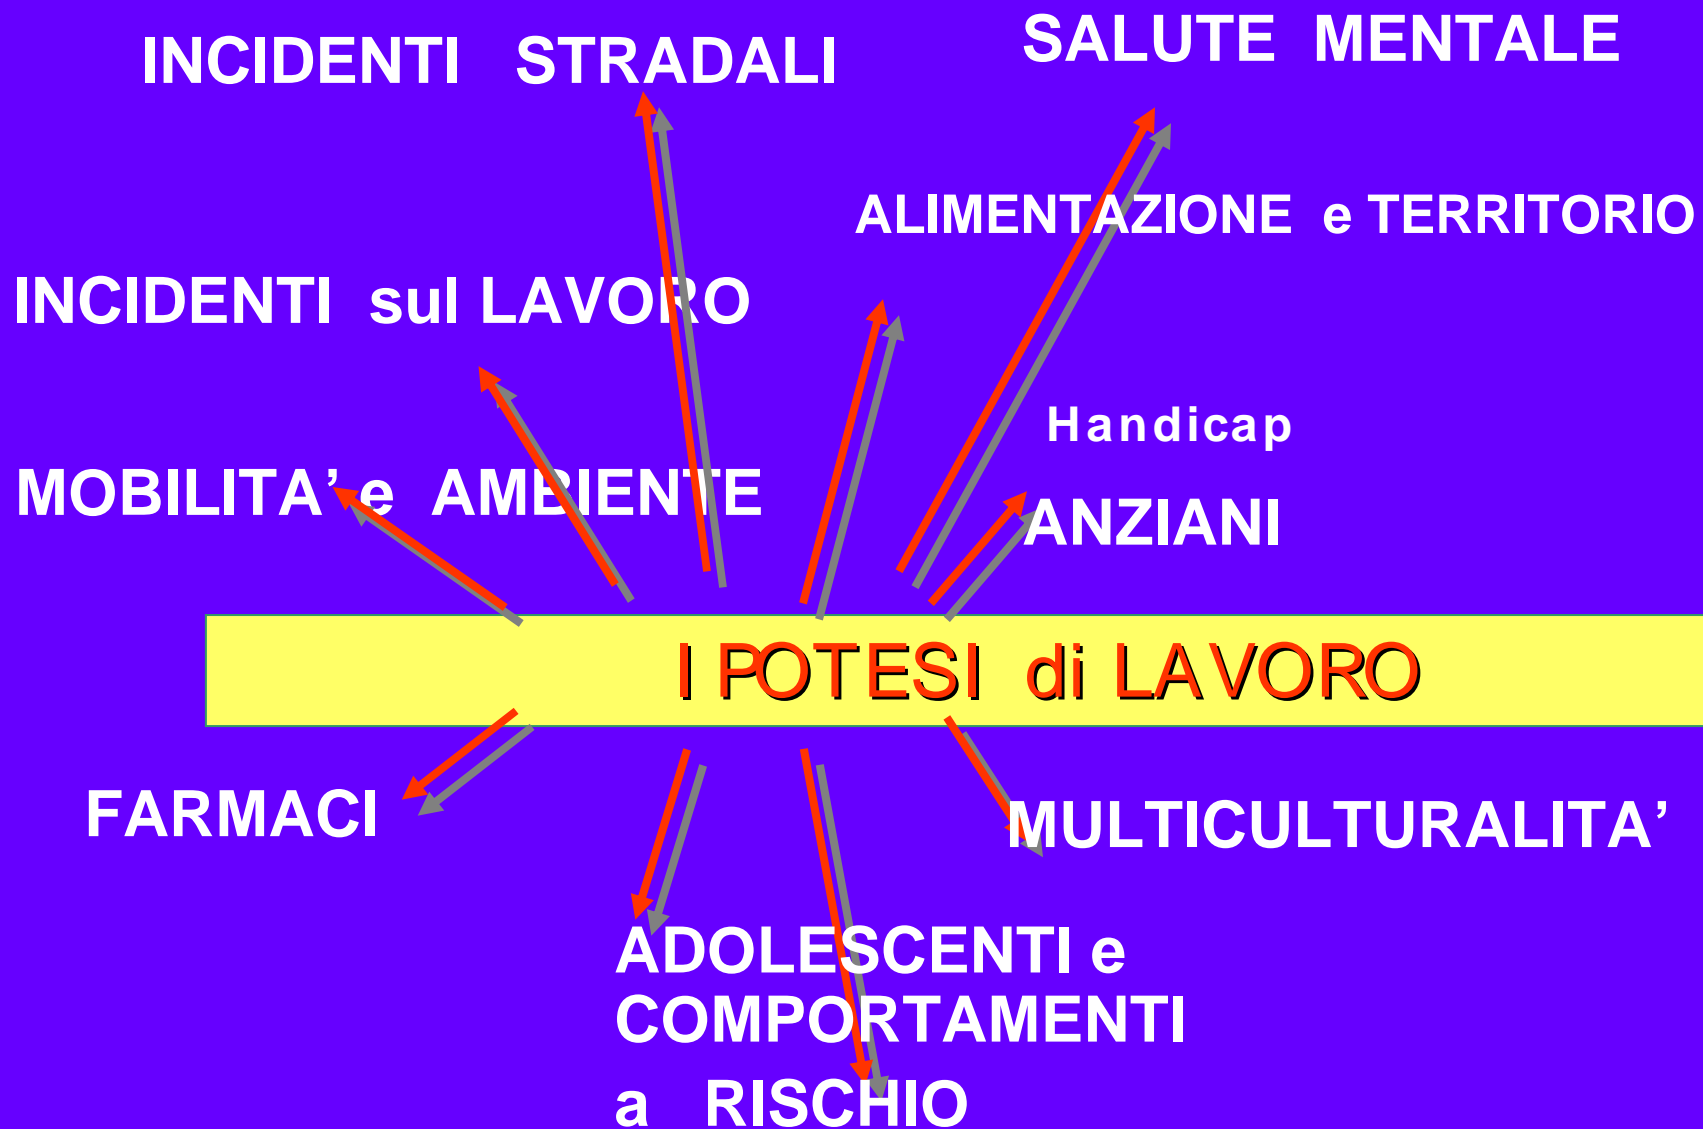 INCIDENTI STRADALI
SALUTE MENTALE
ALIMENTAZIONE e TERRITORIO
INCIDENTI sul LAVORO
Handicap
MOBILITA’ e AMBIENTE
ANZIANI
IPOTESI di LAVORO
FARMACI
MULTICULTURALITA’
ADOLESCENTI e
COMPORTAMENTI
a RISCHIO